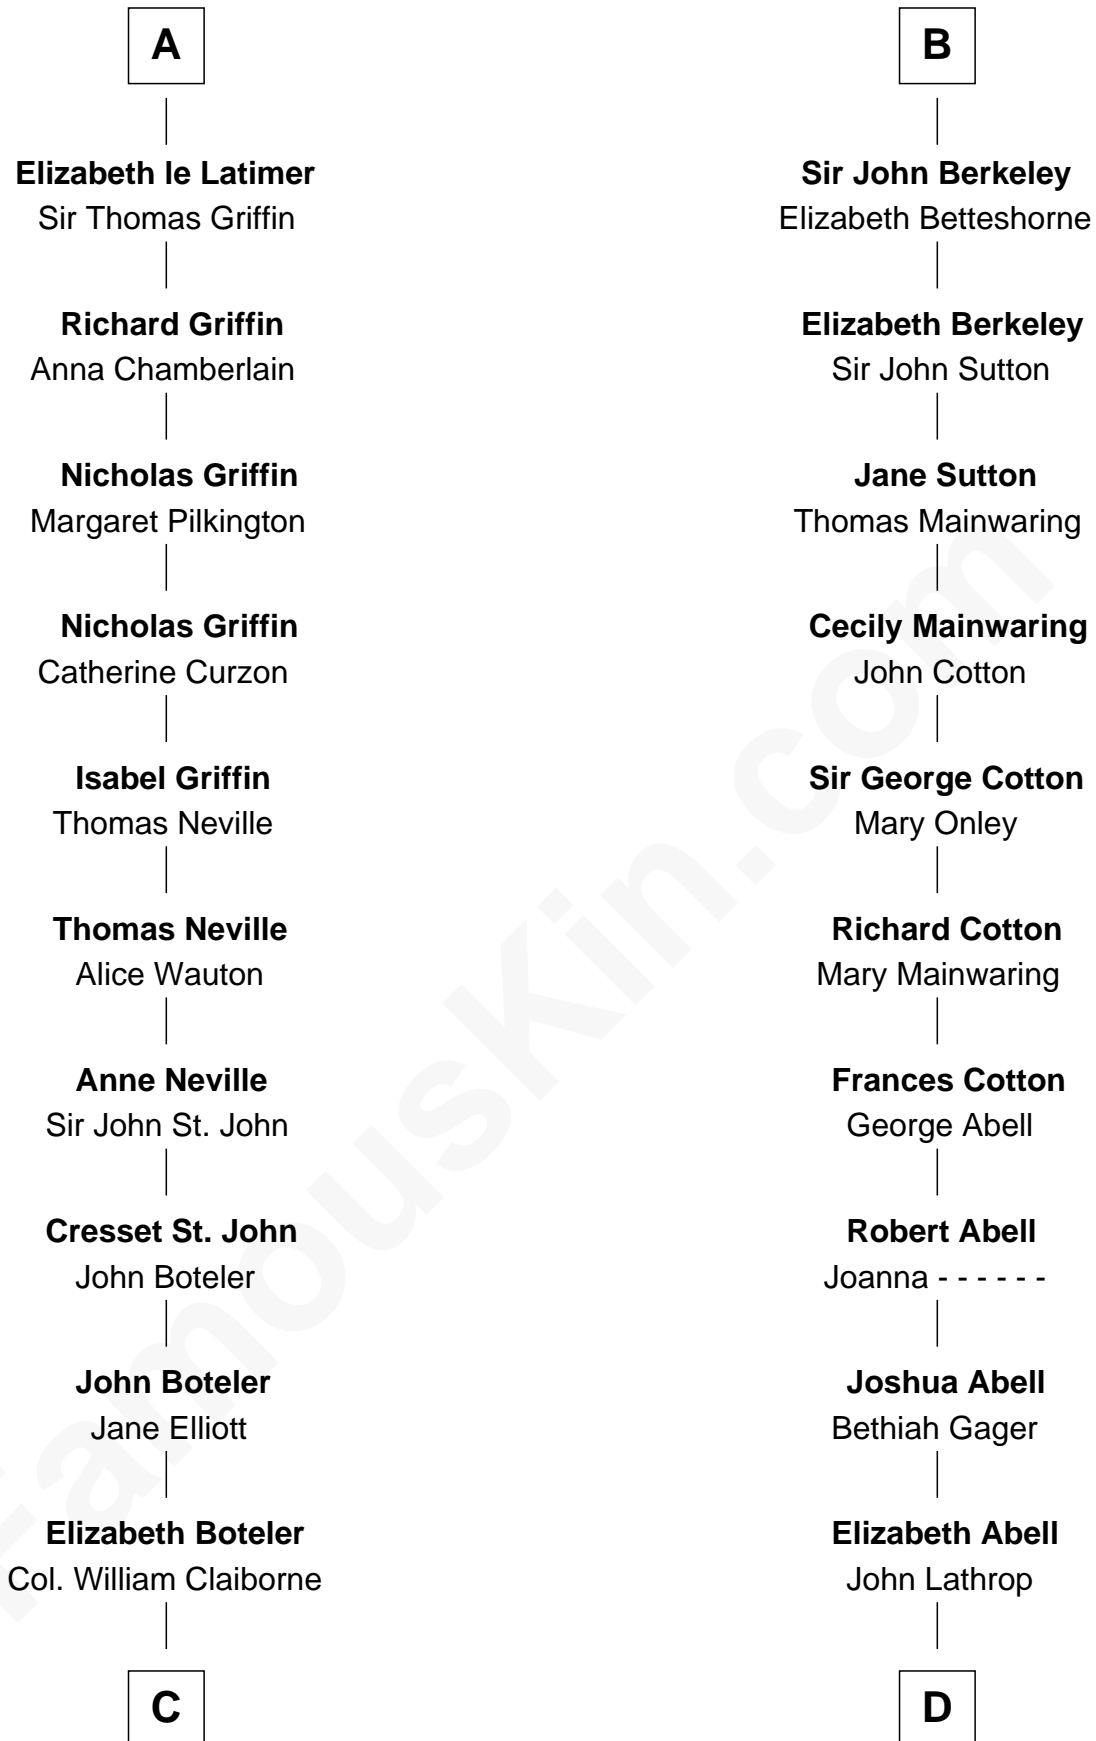 A
Elizabeth le Latimer
Sir Thomas Griffin
Richard Griffin
Anna Chamberlain
Nicholas Griffin
Margaret Pilkington
Nicholas Griffin
Catherine Curzon
Isabel Griffin
Thomas Neville
Thomas Neville
Alice Wauton
Anne Neville
Sir John St. John
Cresset St. John
John Boteler
John Boteler
Jane Elliott
Elizabeth Boteler
Col. William Claiborne
C
B
Sir John Berkeley
Elizabeth Betteshorne
Elizabeth Berkeley
Sir John Sutton
Jane Sutton
Thomas Mainwaring
Cecily Mainwaring
John Cotton
Sir George Cotton
Mary Onley
Richard Cotton
Mary Mainwaring
Frances Cotton
George Abell
Robert Abell
Joanna - - - - - -
Joshua Abell
Bethiah Gager
Elizabeth Abell
John Lathrop
D
FamousKin.com